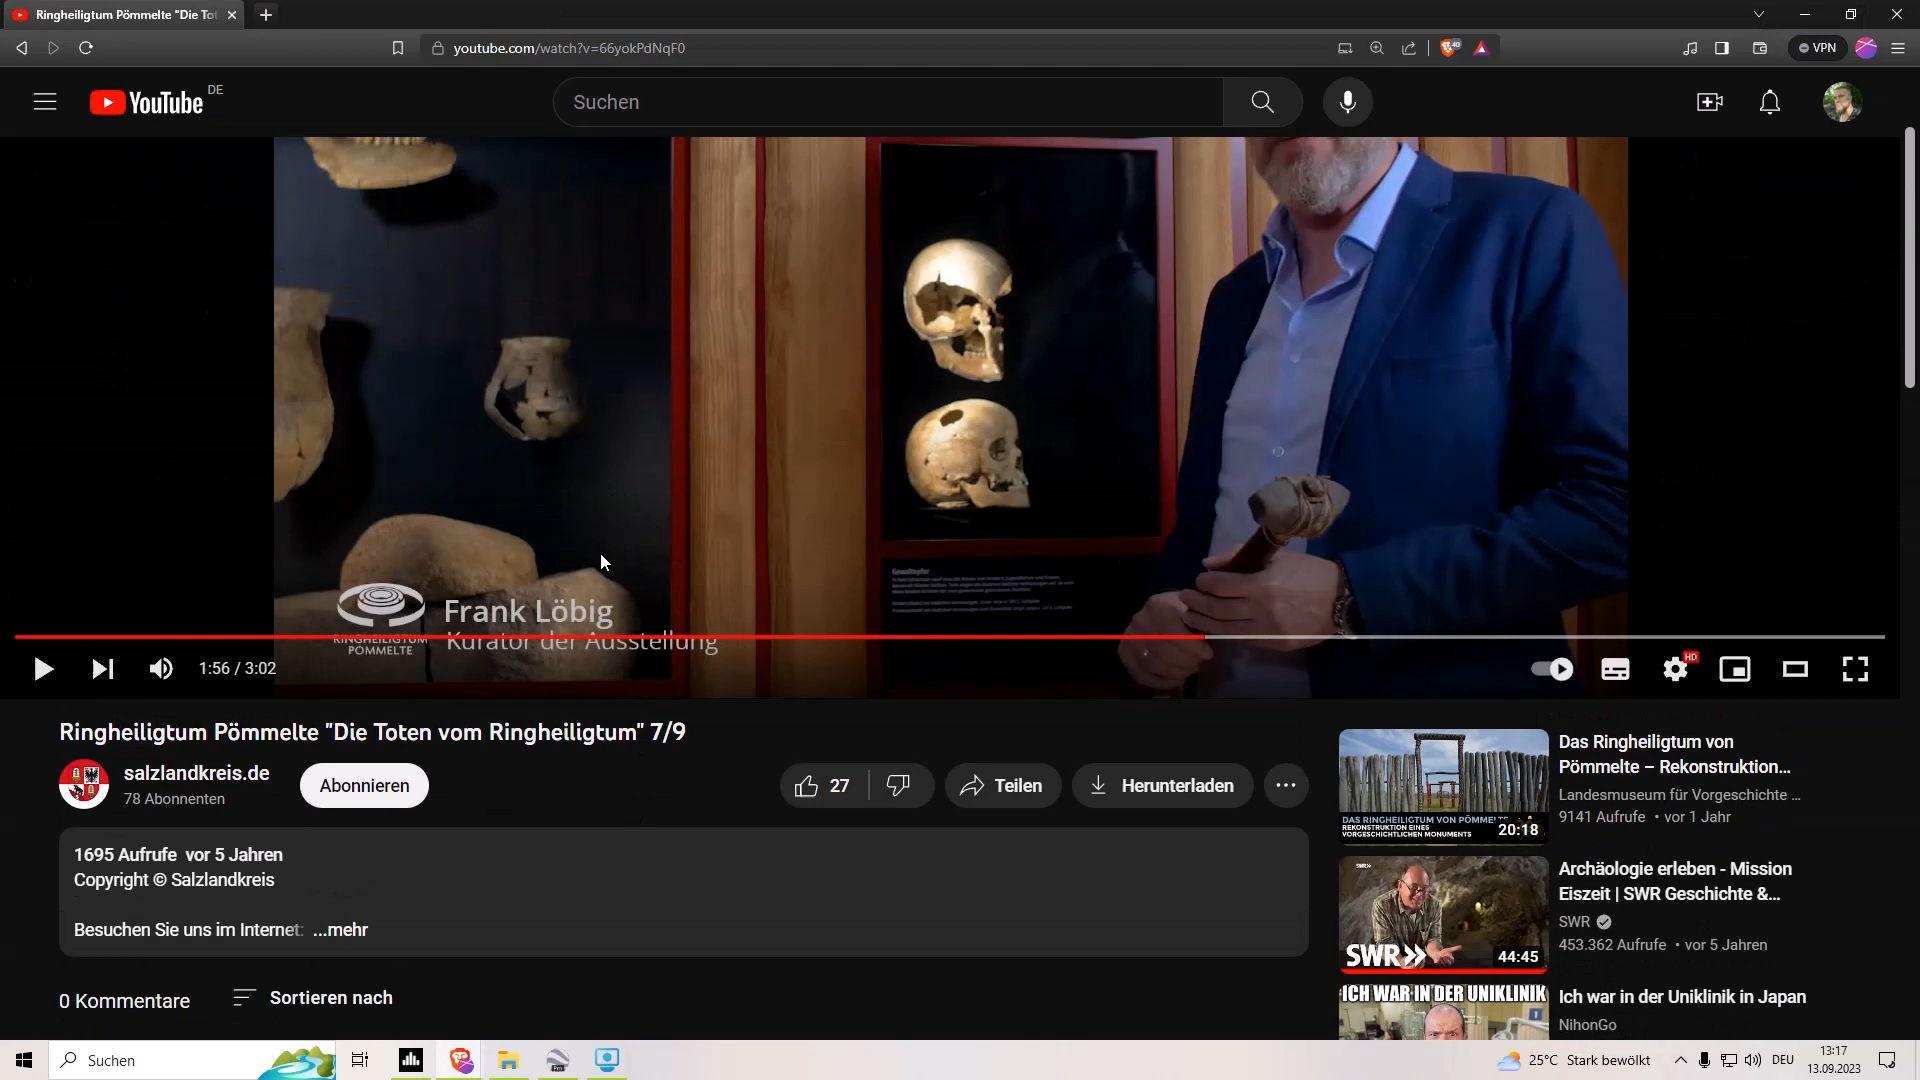 Ringheiligtum Pömmelte "Die Tot
youtube.com/watch?v=66yokPdNqF0
40
VPN
YouTube DE
Suchen
Gewaltopfer
Frank Löbig
Kurator der Ausstellung
RINGHEILIGTUM
PÖMMELTE
1:56 / 3:02
HD
Ringheiligtum Pömmelte "Die Toten vom Ringheiligtum" 7/9
salzlandkreis.de
78 Abonnenten
Abonnieren
27
Teilen
Herunterladen
1695 Aufrufe vor 5 Jahren
Copyright © Salzlandkreis
Besuchen Sie uns im Internet: ...mehr
0 Kommentare
Sortieren nach
DAS RINGHEILIGTUM VON PÖMMELTE
REKONSTRUKTION EINES
VORGESCHICHTLICHEN MONUMENTS
20:18
Das Ringheiligtum von
Pömmelte – Rekonstruktion...
Landesmuseum für Vorgeschichte ...
9141 Aufrufe • vor 1 Jahr
SWR»
SWR»
44:45
Archäologie erleben - Mission
Eiszeit | SWR Geschichte &...
SWR
453.362 Aufrufe • vor 5 Jahren
ICH WAR IN DER UNIKLINIK
Ich war in der Uniklinik in Japan
NihonGo
Suchen
Pro
25°C Stark bewölkt
DEU
13:17
13.09.2023